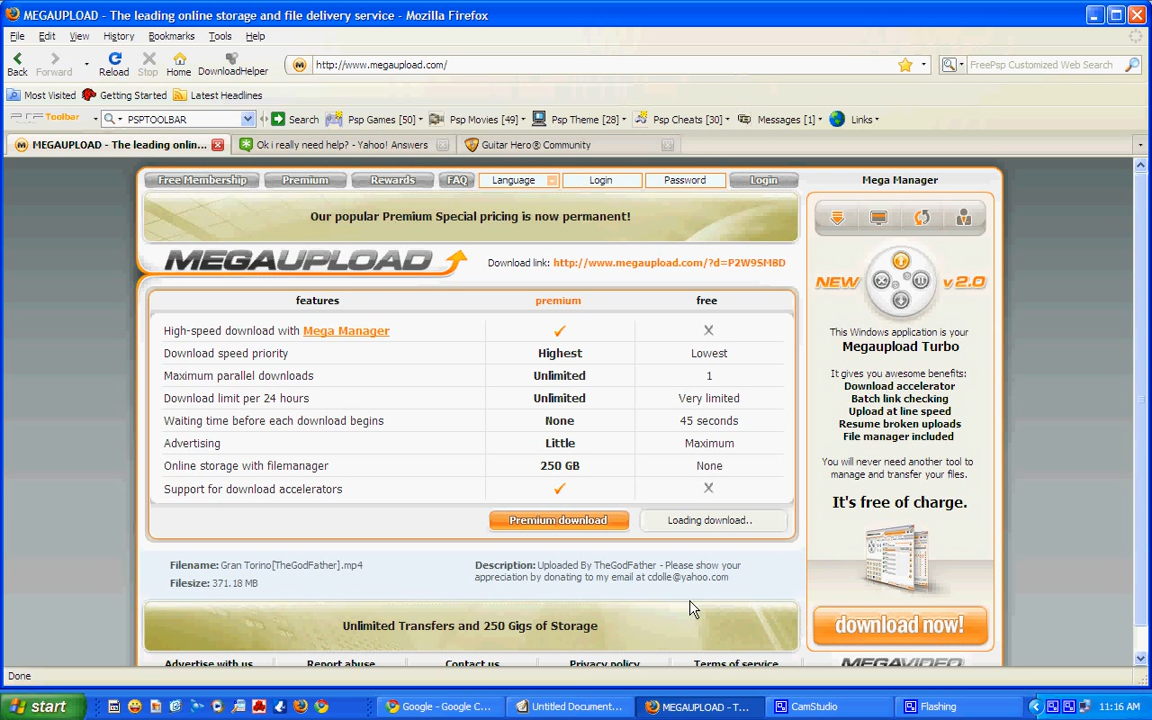 MEGAUPLOAD - The leading online storage and file delivery service - Mozilla Firefox
File Edit View History Bookmarks Tools Help
Back Forward Reload Stop Home DownloadHelper http://www.megaupload.com/ FreePsp Customized Web Search
Most Visited Getting Started Latest Headlines
Toolbar PSPTOOLBAR Search Psp Games [50] Psp Movies [49] Psp Theme [28] Psp Cheats [30] Messages [1] Links
MEGAUPLOAD - The leading onlin... Ok i really need help? - Yahoo! Answers Guitar Hero® Community
Free Membership Premium Rewards FAQ Language Login Password Login
Our popular Premium Special pricing is now permanent!
MEGAUPLOAD Download link: http://www.megaupload.com/?d=P2W9SMBD
features premium free
High-speed download with Mega Manager X
Download speed priority Highest Lowest
Maximum parallel downloads Unlimited 1
Download limit per 24 hours Unlimited Very limited
Waiting time before each download begins None 45 seconds
Advertising Little Maximum
Online storage with filemanager 250 GB None
Support for download accelerators X
Premium download Loading download..
Filename: Gran Torino[TheGodFather].mp4
Filesize: 371.18 MB
Description: Uploaded By TheGodFather - Please show your
appreciation by donating to my email at cdolle@yahoo.com
Unlimited Transfers and 250 Gigs of Storage
Advertise with us Report abuse Contact us Privacy policy Terms of service
Mega Manager
NEW v 2.0
This Windows application is your
Megaupload Turbo
It gives you awesome benefits:
Download accelerator
Batch link checking
Upload at line speed
Resume broken uploads
File manager included
You will never need another tool to
manage and transfer your files.
It's free of charge.
download now!
MEGAVIDEO
Done
start Google - Google C... Untitled Document... MEGAUPLOAD - T... CamStudio Flashing 11:16 AM